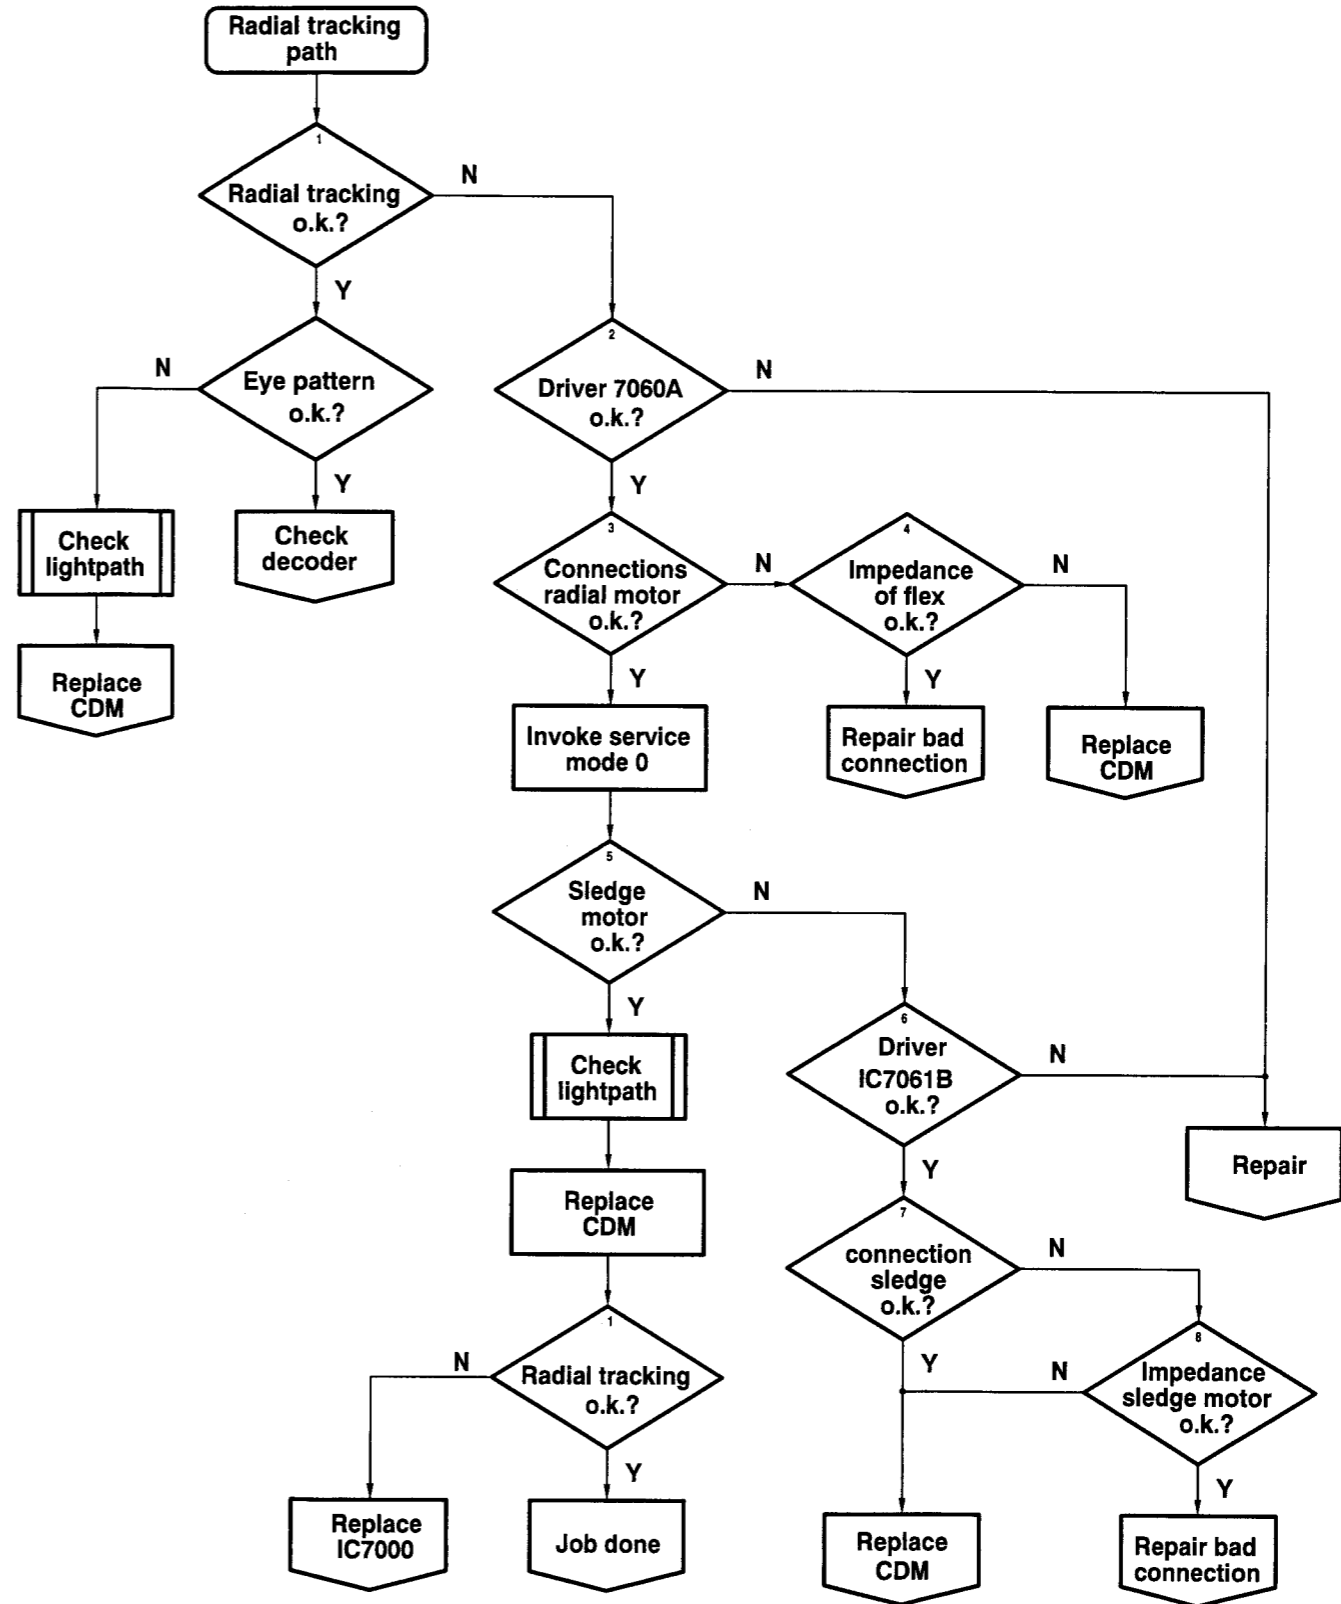 Radial tracking
path
1
Radial tracking
o.k.?
N
Y
Eye pattern
o.k.?
N
Y
Check
lightpath
Replace
CDM
Check
decoder
2
Driver 7060A
o.k.?
N
Y
3
Connections
radial motor
o.k.?
N
Y
4
Impedance
of flex
o.k.?
N
Y
Repair bad
connection
Replace
CDM
Invoke service
mode 0
5
Sledge
motor
o.k.?
N
Y
Check
lightpath
Replace
CDM
1
Radial tracking
o.k.?
N
Y
Replace
IC7000
Job done
6
Driver
IC7061B
o.k.?
N
Y
Repair
7
connection
sledge
o.k.?
N
Y
8
Impedance
sledge motor
o.k.?
N
Y
Replace
CDM
Repair bad
connection